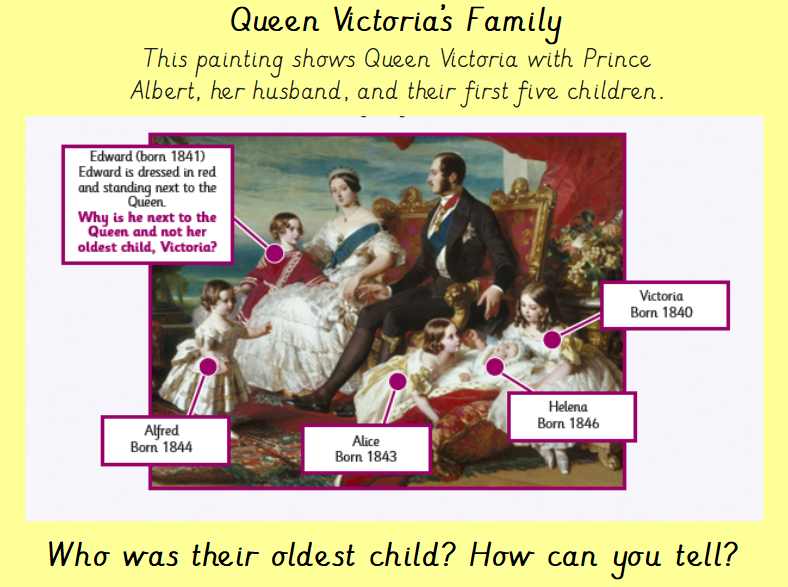 Queen Victoria's Family
This painting shows Queen Victoria with Prince
Albert, her husband, and their first five children.
Edward (born 1841)
Edward is dressed in red
and standing next to the
Queen.
Why is he next to the
Queen and not her
oldest child, Victoria?
Victoria
Born 1840
Helena
Born 1846
Alfred
Born 1844
Alice
Born 1843
Who was their oldest child? How can you tell?